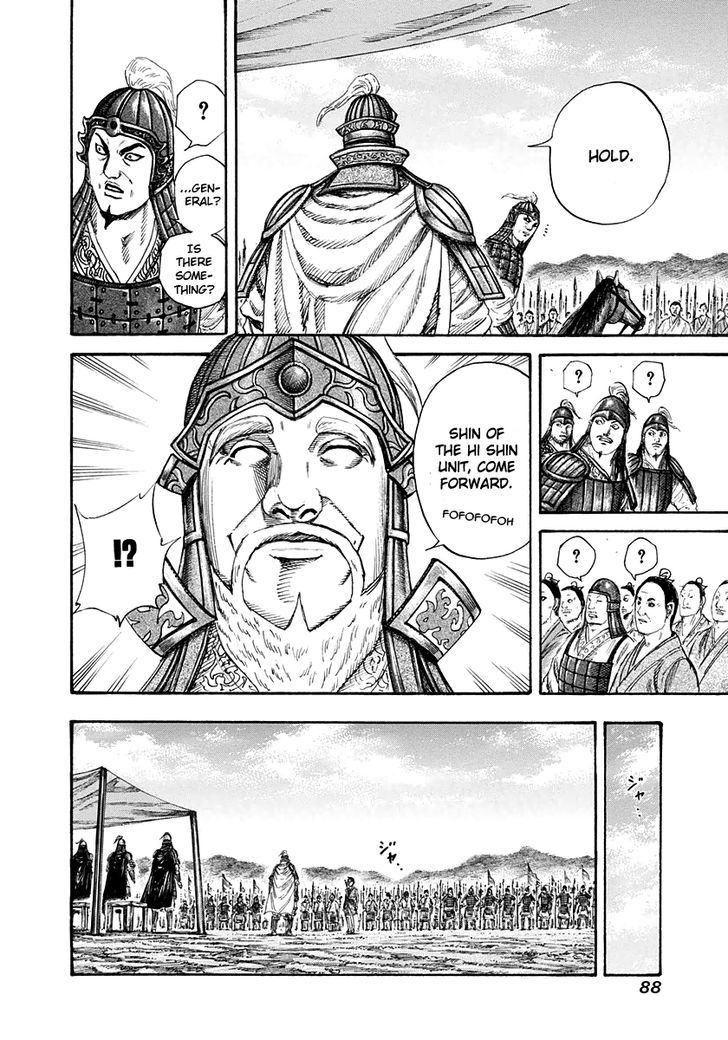 HOLD.
?
...GEN-
ERAL?
IS
THERE
SOME-
THING?
?
?
?
?
SHIN OF
THE HI SHIN
UNIT, COME
FORWARD.
FOFOFOFOH
!?
ジャ…
ジャ…
88